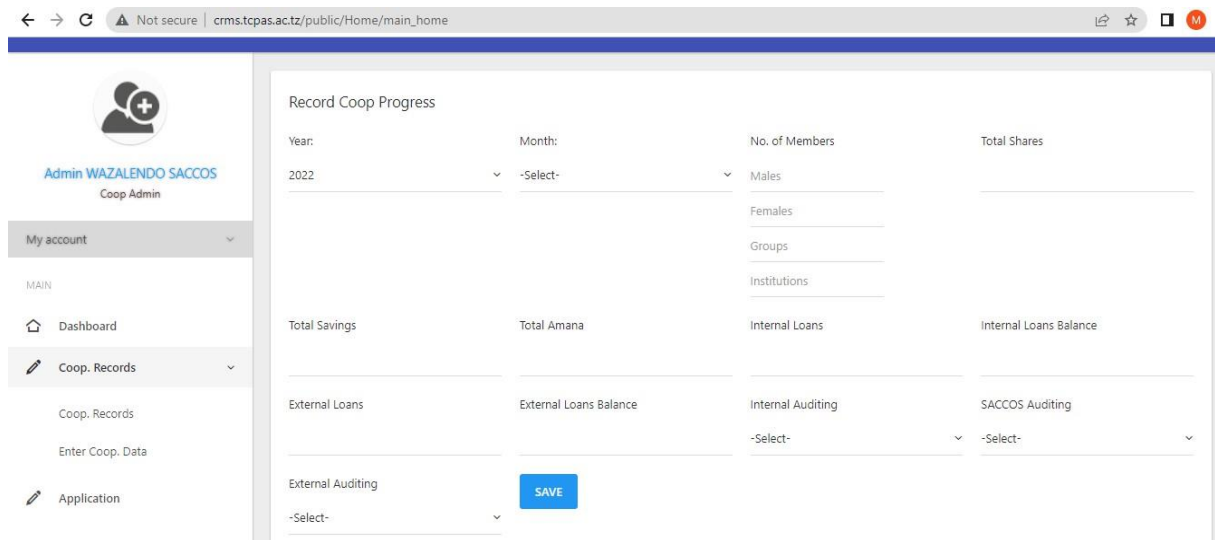 Not secure | crms.tcpas.ac.tz/public/Home/main_home
M
Admin WAZALENDO SACCOS
Coop Admin
My account
MAIN
Dashboard
Coop. Records
Coop. Records
Enter Coop. Data
Application
Record Coop Progress
Year:
2022
Month:
-Select-
No. of Members
Males
Females
Groups
Institutions
Total Shares
Total Savings
Total Amana
Internal Loans
Internal Loans Balance
External Loans
External Loans Balance
Internal Auditing
-Select-
SACCOS Auditing
-Select-
External Auditing
-Select-
SAVE